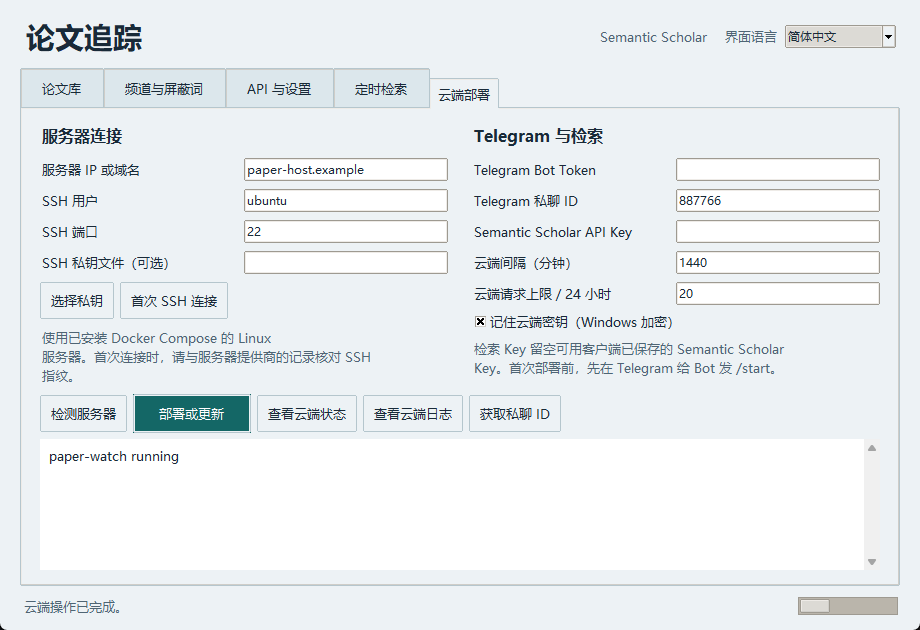 论文追踪
Semantic Scholar 界面语言 简体中文
论文库 频道与屏蔽词 API 与设置 定时检索 云端部署
服务器连接
服务器 IP 或域名 paper-host.example
SSH 用户 ubuntu
SSH 端口 22
SSH 私钥文件（可选）
选择私钥 首次 SSH 连接
使用已安装 Docker Compose 的 Linux
服务器。首次连接时，请与服务器提供商的记录核对 SSH
指纹。
Telegram 与检索
Telegram Bot Token
Telegram 私聊 ID 887766
Semantic Scholar API Key
云端间隔（分钟） 1440
云端请求上限 / 24 小时 20
记住云端密钥（Windows 加密）
检索 Key 留空可用客户端已保存的 Semantic Scholar
Key。首次部署前，先在 Telegram 给 Bot 发 /start。
检测服务器 部署或更新 查看云端状态 查看云端日志 获取私聊 ID
paper-watch running
云端操作已完成。